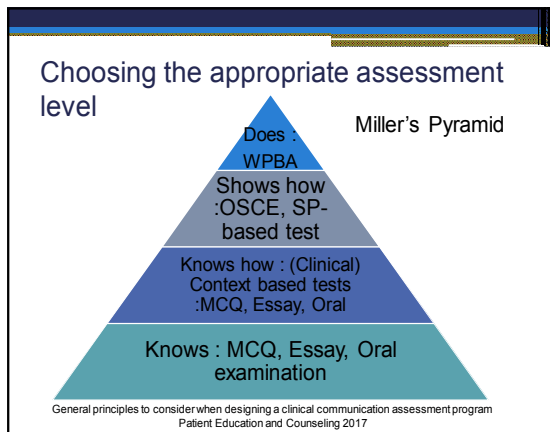 Choosing the appropriate assessment
level
Miller's Pyramid
Does :
WPBA
Shows how
:OSCE, SP-
based test
Knows how : (Clinical)
Context based tests
:MCQ, Essay, Oral
Knows : MCQ, Essay, Oral
examination
General principles to consider when designing a clinical communication assessment program
Patient Education and Counseling 2017